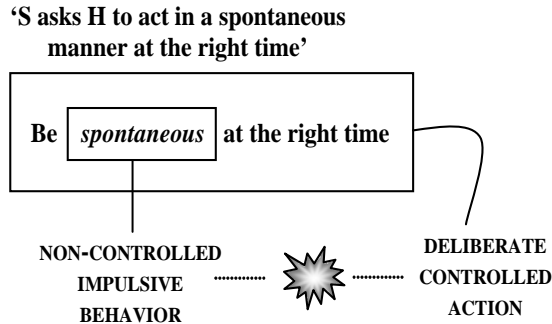 ‘S asks H to act in a spontaneous
manner at the right time’
Be spontaneous at the right time
NON-CONTROLLED
IMPULSIVE
BEHAVIOR
DELIBERATE
CONTROLLED
ACTION